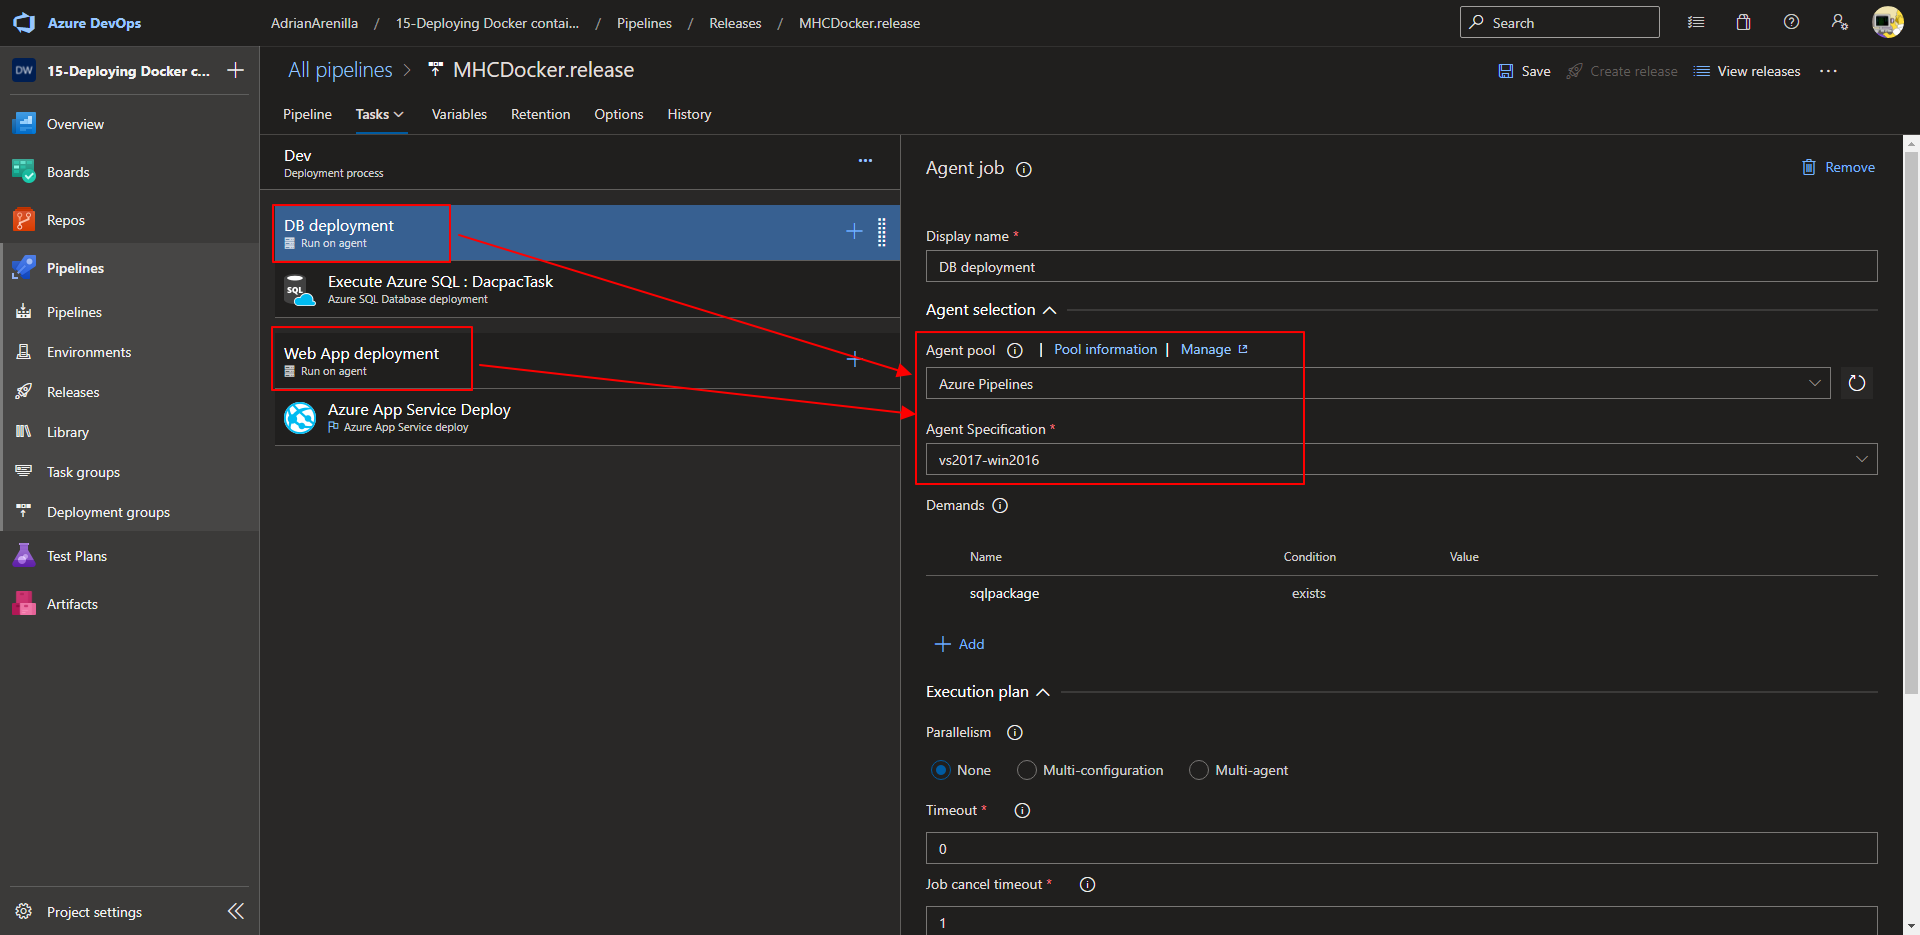 Azure DevOps
AdrianArenilla / 15-Deploying Docker contai... / Pipelines / Releases / MHCDocker.release
Search
DW 15-Deploying Docker c...
Overview
Boards
Repos
Pipelines
Pipelines
Environments
Releases
Library
Task groups
Deployment groups
Test Plans
Artifacts
Project settings
All pipelines > MHCDocker.release
Save Create release View releases ...
Pipeline Tasks Variables Retention Options History
Dev
Deployment process
DB deployment
Run on agent
SQL Execute Azure SQL : DacpacTask
Azure SQL Database deployment
Web App deployment
Run on agent
Azure App Service Deploy
Azure App Service deploy
Agent job
Remove
Display name *
DB deployment
Agent selection
Agent pool | Pool information | Manage
Azure Pipelines
Agent Specification *
vs2017-win2016
Demands
Name Condition Value
sqlpackage exists
Add
Execution plan
Parallelism
None Multi-configuration Multi-agent
Timeout *
0
Job cancel timeout *
1